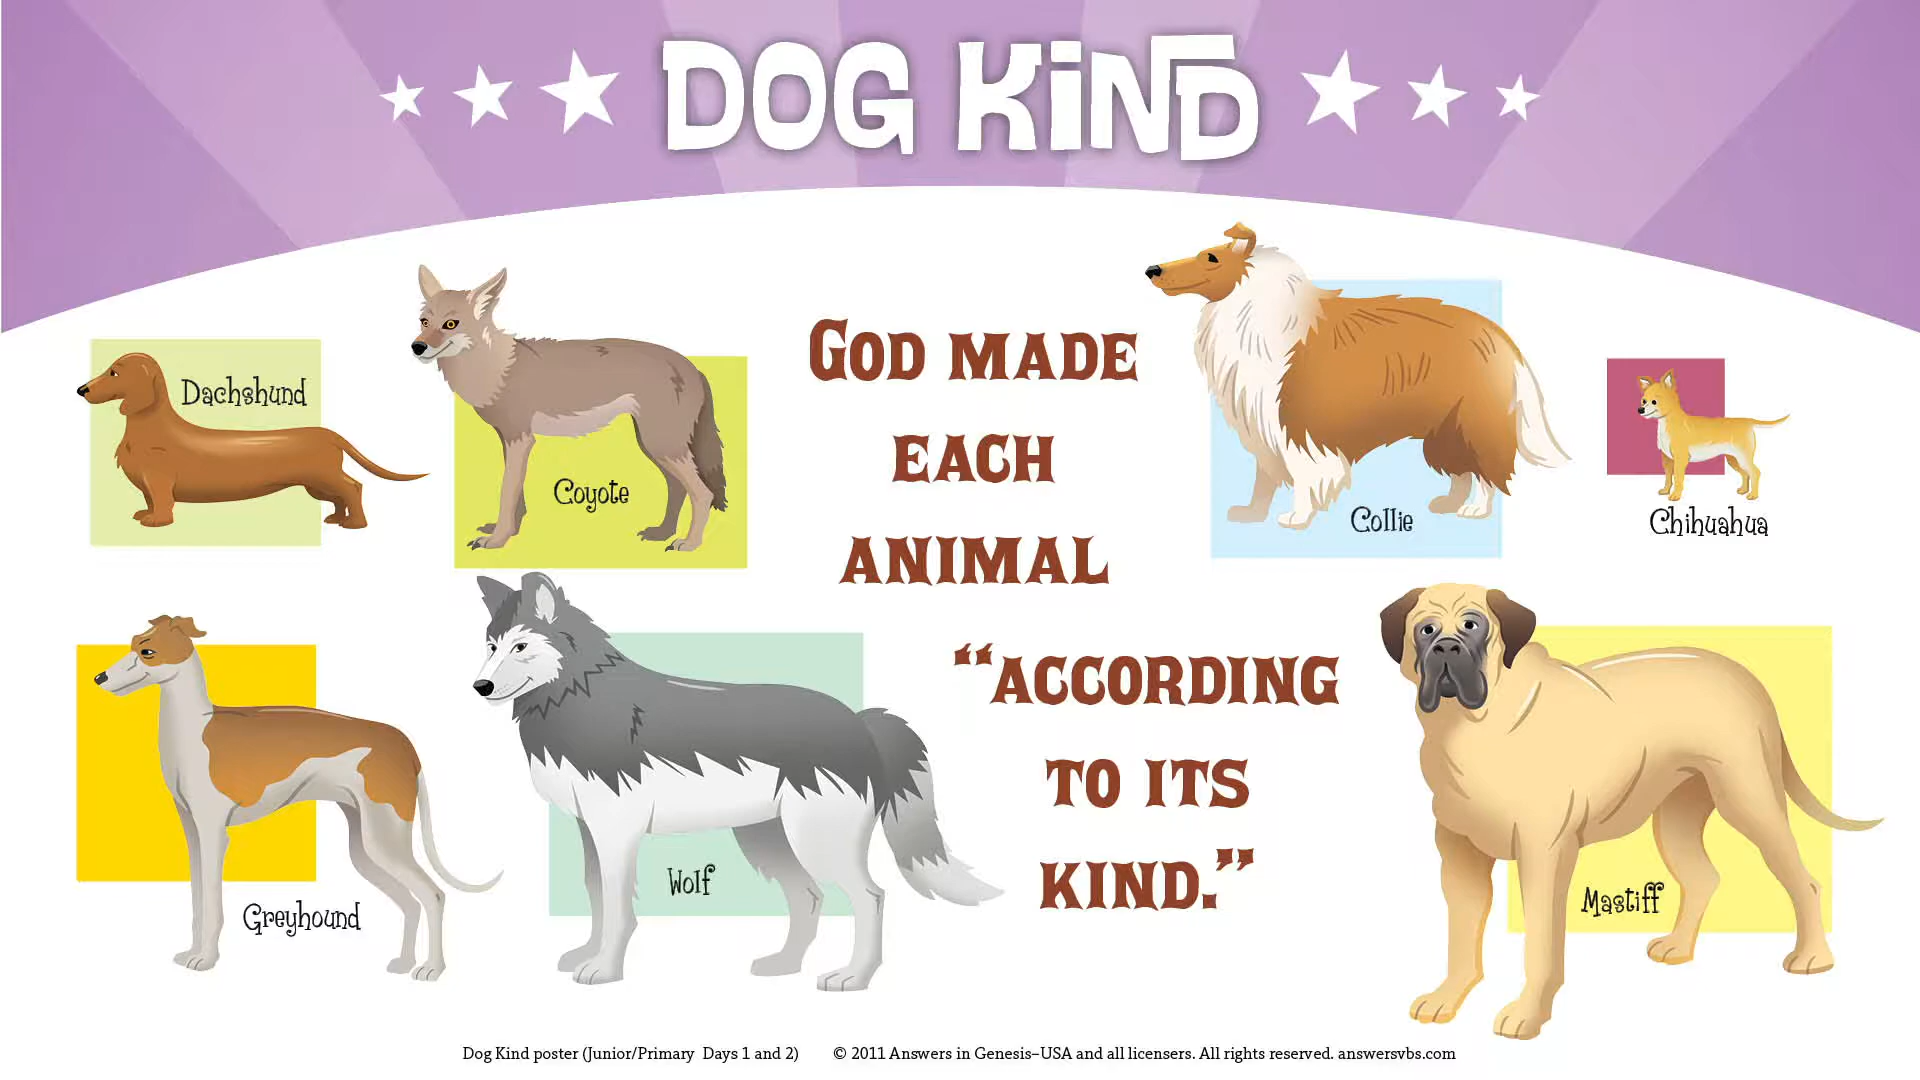 DOG KiND
Dachshund
Coyote
GOD MADE
EACH
ANIMAL
“ACCORDING
TO ITS
KIND.”
Collie
Chihuahua
Greyhound
Wolf
Mastiff
Dog Kind poster (Junior/Primary Days 1 and 2) © 2011 Answers in Genesis–USA and all licensers. All rights reserved. answersvbs.com